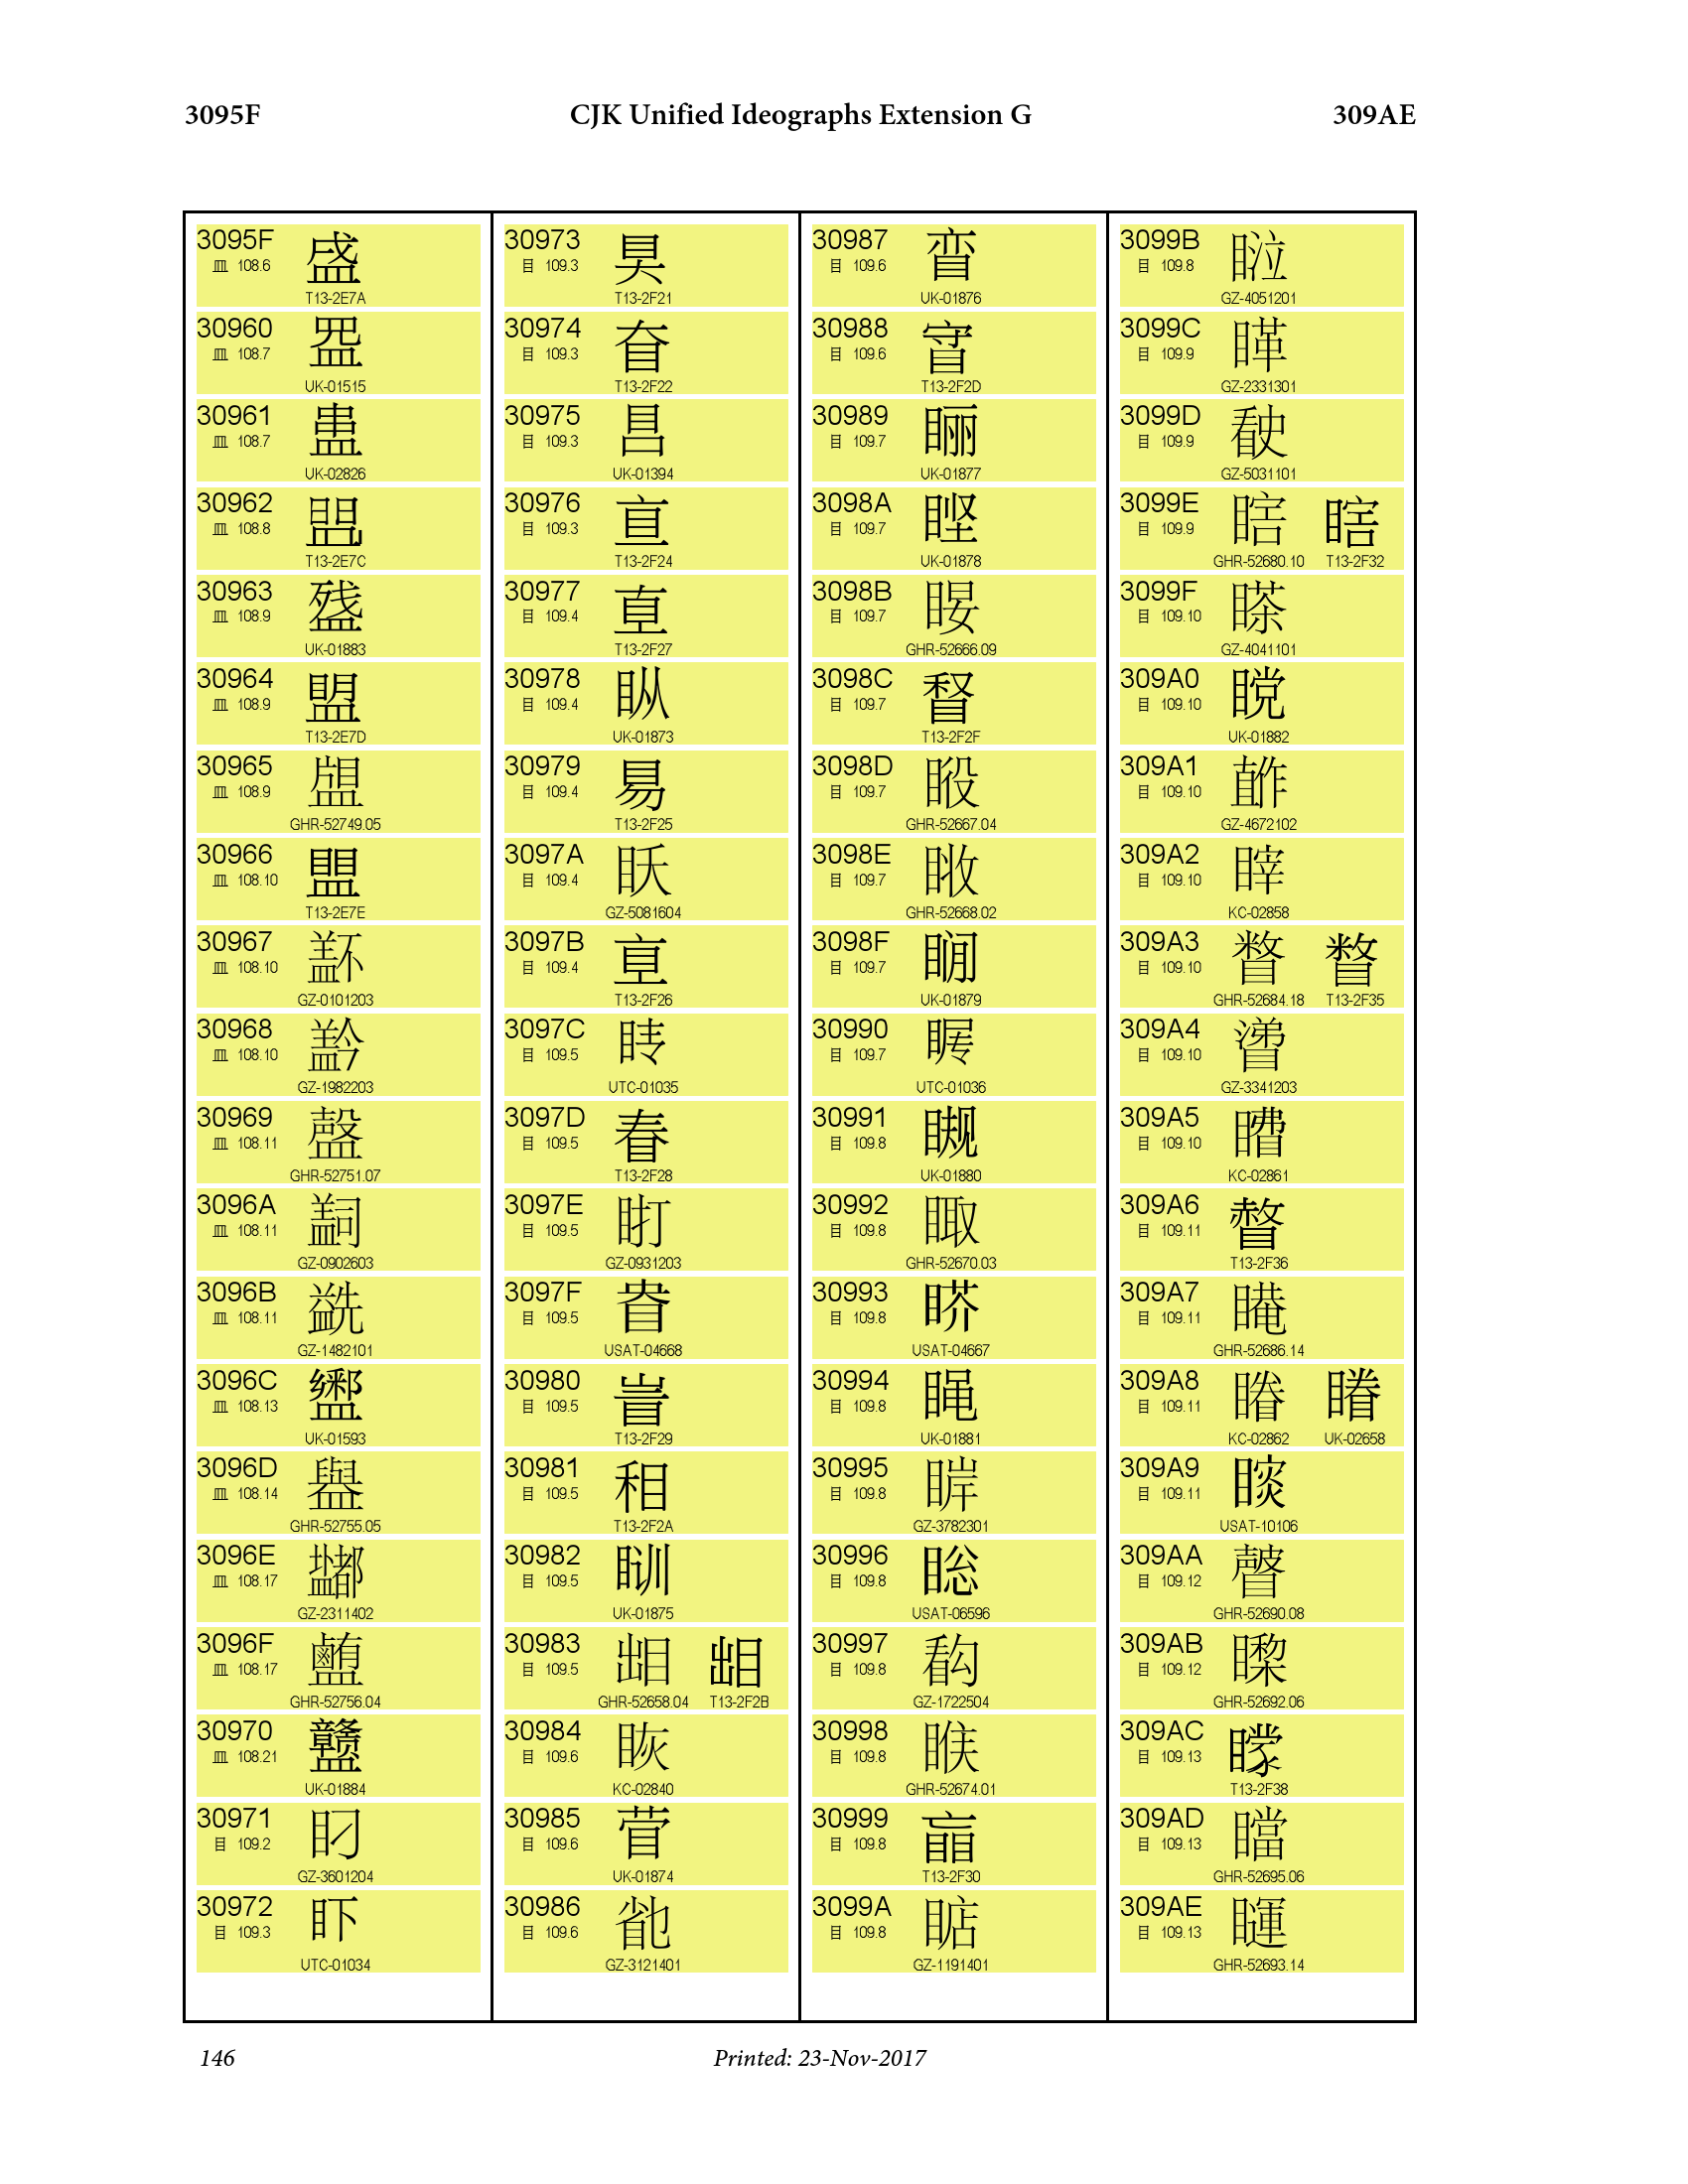 3095F CJK Unified Ideographs Extension G 309AE
3095F
皿 108.6
T13-2E7A
30960
皿 108.7
UK-01515
30961
皿 108.7
UK-02826
30962
皿 108.8
T13-2E7C
30963
皿 108.9
UK-01883
30964
皿 108.9
T13-2E7D
30965
皿 108.9
GHR-52749.05
30966
皿 108.10
T13-2E7E
30967
皿 108.10
GZ-0101203
30968
皿 108.10
GZ-1982203
30969
皿 108.11
GHR-52751.07
3096A
皿 108.11
GZ-0902603
3096B
皿 108.11
GZ-1482101
3096C
皿 108.13
UK-01593
3096D
皿 108.14
GHR-52755.05
3096E
皿 108.17
GZ-2311402
3096F
皿 108.17
GHR-52756.04
30970
皿 108.21
UK-01884
30971
目 109.2
GZ-3601204
30972
目 109.3
UTC-01034
30973
目 109.3
T13-2F21
30974
目 109.3
T13-2F22
30975
目 109.3
UK-01394
30976
目 109.3
T13-2F24
30977
目 109.4
T13-2F27
30978
目 109.4
UK-01873
30979
目 109.4
T13-2F25
3097A
目 109.4
GZ-5081604
3097B
目 109.4
T13-2F26
3097C
目 109.5
UTC-01035
3097D
目 109.5
T13-2F28
3097E
目 109.5
GZ-0931203
3097F
目 109.5
USAT-04668
30980
目 109.5
T13-2F29
30981
目 109.5
T13-2F2A
30982
目 109.5
UK-01875
30983
目 109.5
GHR-52658.04 T13-2F2B
30984
目 109.6
KC-02840
30985
目 109.6
UK-01874
30986
目 109.6
GZ-3121401
30987
目 109.6
UK-01876
30988
目 109.6
T13-2F2D
30989
目 109.7
UK-01877
3098A
目 109.7
UK-01878
3098B
目 109.7
GHR-52666.09
3098C
目 109.7
T13-2F2F
3098D
目 109.7
GHR-52667.04
3098E
目 109.7
GHR-52668.02
3098F
目 109.7
UK-01879
30990
目 109.7
UTC-01036
30991
目 109.8
UK-01880
30992
目 109.8
GHR-52670.03
30993
目 109.8
USAT-04667
30994
目 109.8
UK-01881
30995
目 109.8
GZ-3782301
30996
目 109.8
USAT-06596
30997
目 109.8
GZ-1722504
30998
目 109.8
GHR-52674.01
30999
目 109.8
T13-2F30
3099A
目 109.8
GZ-1191401
3099B
目 109.8
GZ-4051201
3099C
目 109.9
GZ-2331301
3099D
目 109.9
GZ-5031101
3099E
目 109.9
GHR-52680.10 T13-2F32
3099F
目 109.10
GZ-4041101
309A0
目 109.10
UK-01882
309A1
目 109.10
GZ-4672102
309A2
目 109.10
KC-02858
309A3
目 109.10
GHR-52684.18 T13-2F35
309A4
目 109.10
GZ-3341203
309A5
目 109.10
KC-02861
309A6
目 109.11
T13-2F36
309A7
目 109.11
GHR-52686.14
309A8
目 109.11
KC-02862 UK-02658
309A9
目 109.11
USAT-10106
309AA
目 109.12
GHR-52690.08
309AB
目 109.12
GHR-52692.06
309AC
目 109.13
T13-2F38
309AD
目 109.13
GHR-52695.06
309AE
目 109.13
GHR-52693.14
146 Printed: 23-Nov-2017